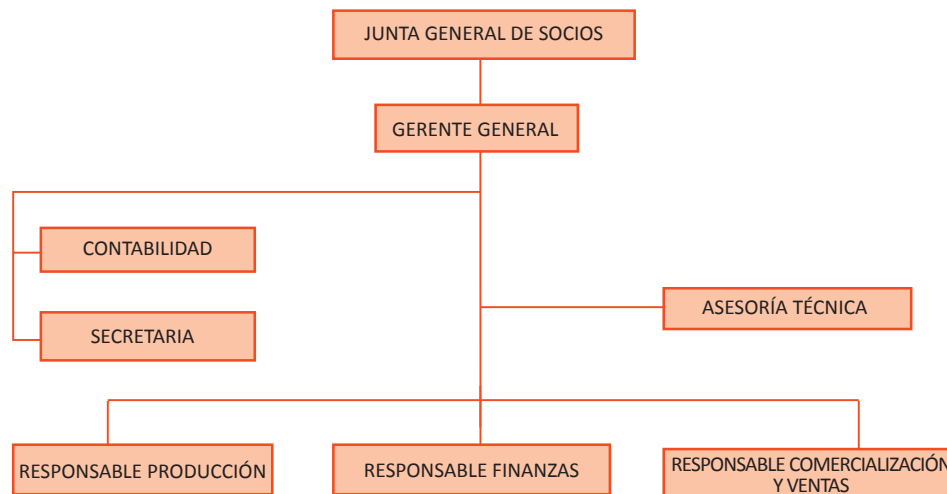 JUNTA GENERAL DE SOCIOS
GERENTE GENERAL
CONTABILIDAD
SECRETARIA
ASESORÍA TÉCNICA
RESPONSABLE PRODUCCIÓN
RESPONSABLE FINANZAS
RESPONSABLE COMERCIALIZACIÓN
Y VENTAS